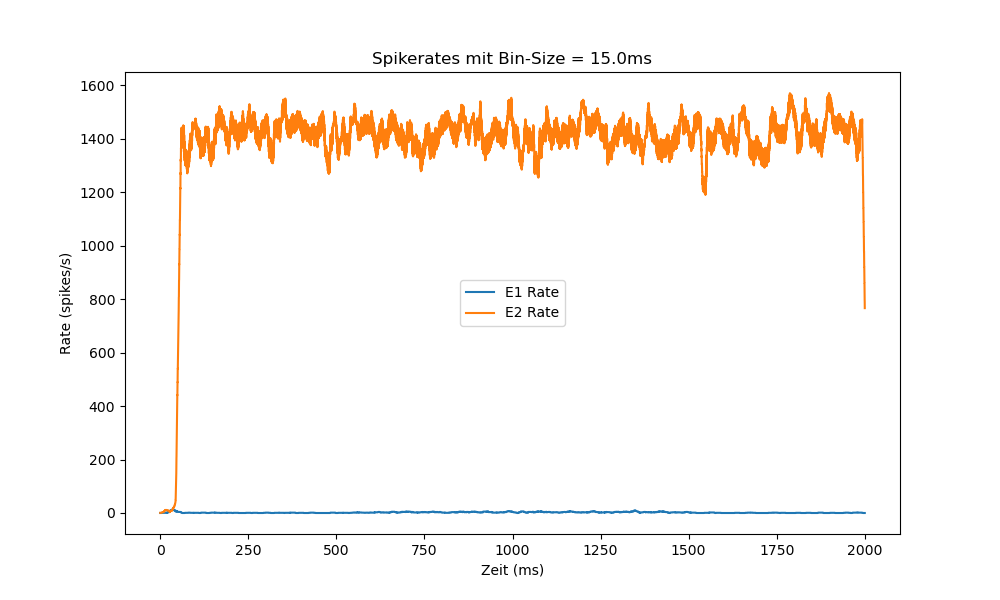 Spikerates mit Bin-Size = 15.0ms
1600
1400
1200
1000
800
600
400
200
0
Rate (spikes/s)
E1 Rate
E2 Rate
0 250 500 750 1000 1250 1500 1750 2000
Zeit (ms)